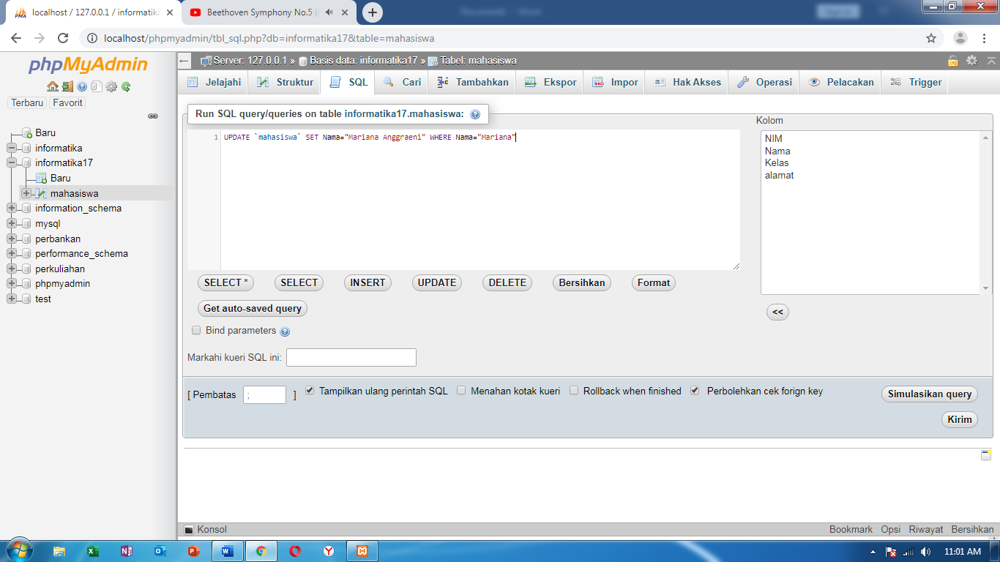 localhost / 127.0.0.1 / informatika
Beethoven Symphony No.5 (
localhost/phpmyadmin/tbl_sql.php?db=informatika17&table=mahasiswa
phpMyAdmin
Terbaru Favorit
Baru
informatika
informatika17
Baru
mahasiswa
information_schema
mysql
perbankan
performance_schema
perkuliahan
phpmyadmin
test
Server: 127.0.0.1 » Basis data: informatika17 » Tabel: mahasiswa
Jelajahi Struktur SQL Cari Tambahkan Ekspor Impor Hak Akses Operasi Pelacakan Trigger
Run SQL query/queries on table informatika17.mahasiswa:
1 UPDATE `mahasiswa` SET Nama="Mariana Anggraeni" WHERE Nama="Mariana"
Kolom
NIM
Nama
Kelas
alamat
SELECT * SELECT INSERT UPDATE DELETE Bersihkan Format
Get auto-saved query
<<
Bind parameters
Markahi kueri SQL ini:
[ Pembatas ; ] Tampilkan ulang perintah SQL Menahan kotak kueri Rollback when finished Perbolehkan cek forign key
Simulasikan query
Kirim
Konsol Bookmark Opsi Riwayat Bersihkan
11:01 AM